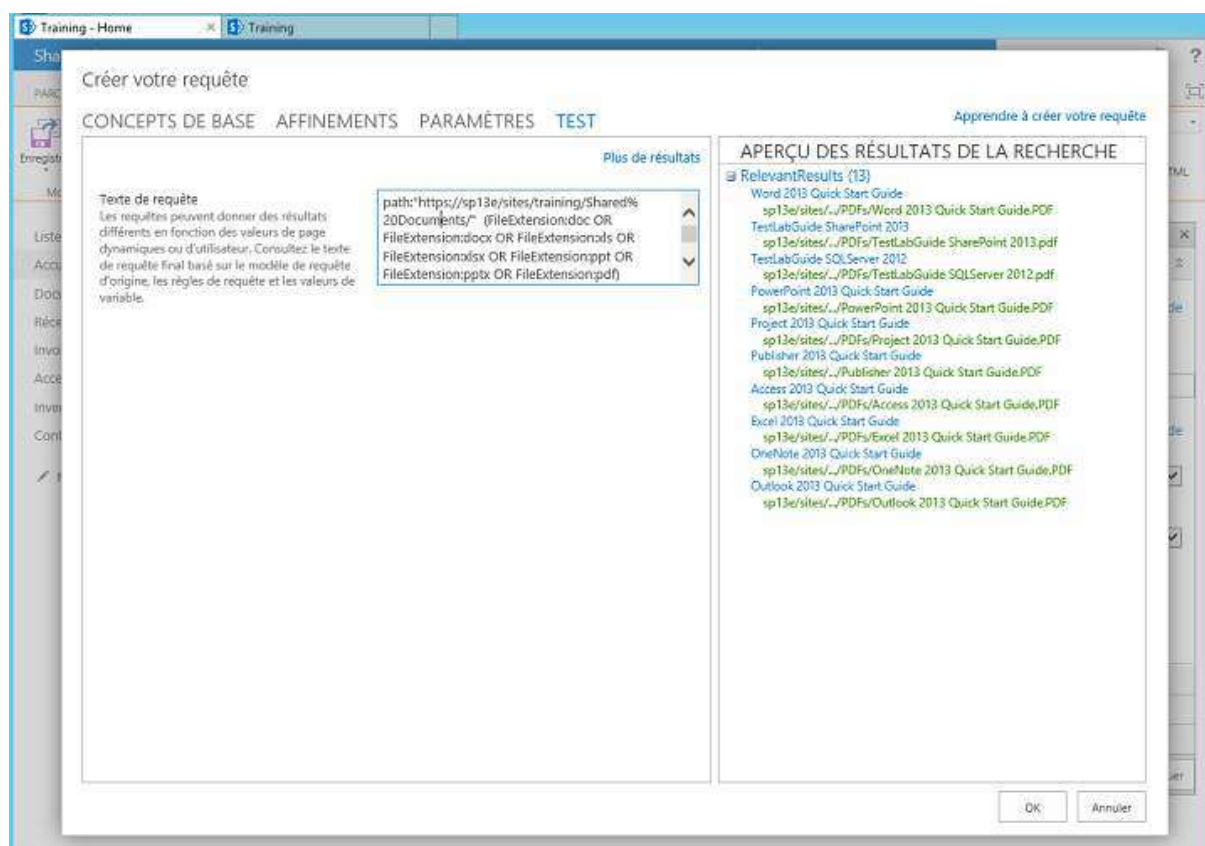 Training - Home
Training
Créer votre requête
CONCEPTS DE BASE AFFINEMENTS PARAMÈTRES TEST
Apprendre à créer votre requête
Plus de résultats
Texte de requête
Les requêtes peuvent donner des résultats
différents en fonction des valeurs de page
dynamiques ou d'utilisateur. Consultez le texte
de requête final basé sur le modèle de requête
d'origine, les règles de requête et les valeurs de
variable.
path:"https://sp13e/sites/training/Shared%
20Documents/" (FileExtension:doc OR
FileExtension:docx OR FileExtension:xls OR
FileExtension:xlsx OR FileExtension:ppt OR
FileExtension:pptx OR FileExtension:pdf)
APERÇU DES RÉSULTATS DE LA RECHERCHE
RelevantResults (13)
Word 2013 Quick Start Guide
sp13e/sites/.../PDFs/Word 2013 Quick Start Guide.PDF
TestLabGuide SharePoint 2013
sp13e/sites/.../PDFs/TestLabGuide SharePoint 2013.pdf
TestLabGuide SQLServer 2012
sp13e/sites/.../PDFs/TestLabGuide SQLServer 2012.pdf
PowerPoint 2013 Quick Start Guide
sp13e/sites/.../PowerPoint 2013 Quick Start Guide.PDF
Project 2013 Quick Start Guide
sp13e/sites/.../PDFs/Project 2013 Quick Start Guide.PDF
Publisher 2013 Quick Start Guide
sp13e/sites/.../Publisher 2013 Quick Start Guide.PDF
Access 2013 Quick Start Guide
sp13e/sites/.../PDFs/Access 2013 Quick Start Guide.PDF
Excel 2013 Quick Start Guide
sp13e/sites/.../PDFs/Excel 2013 Quick Start Guide.PDF
OneNote 2013 Quick Start Guide
sp13e/sites/.../PDFs/OneNote 2013 Quick Start Guide.PDF
Outlook 2013 Quick Start Guide
sp13e/sites/.../PDFs/Outlook 2013 Quick Start Guide.PDF
OK Annuler